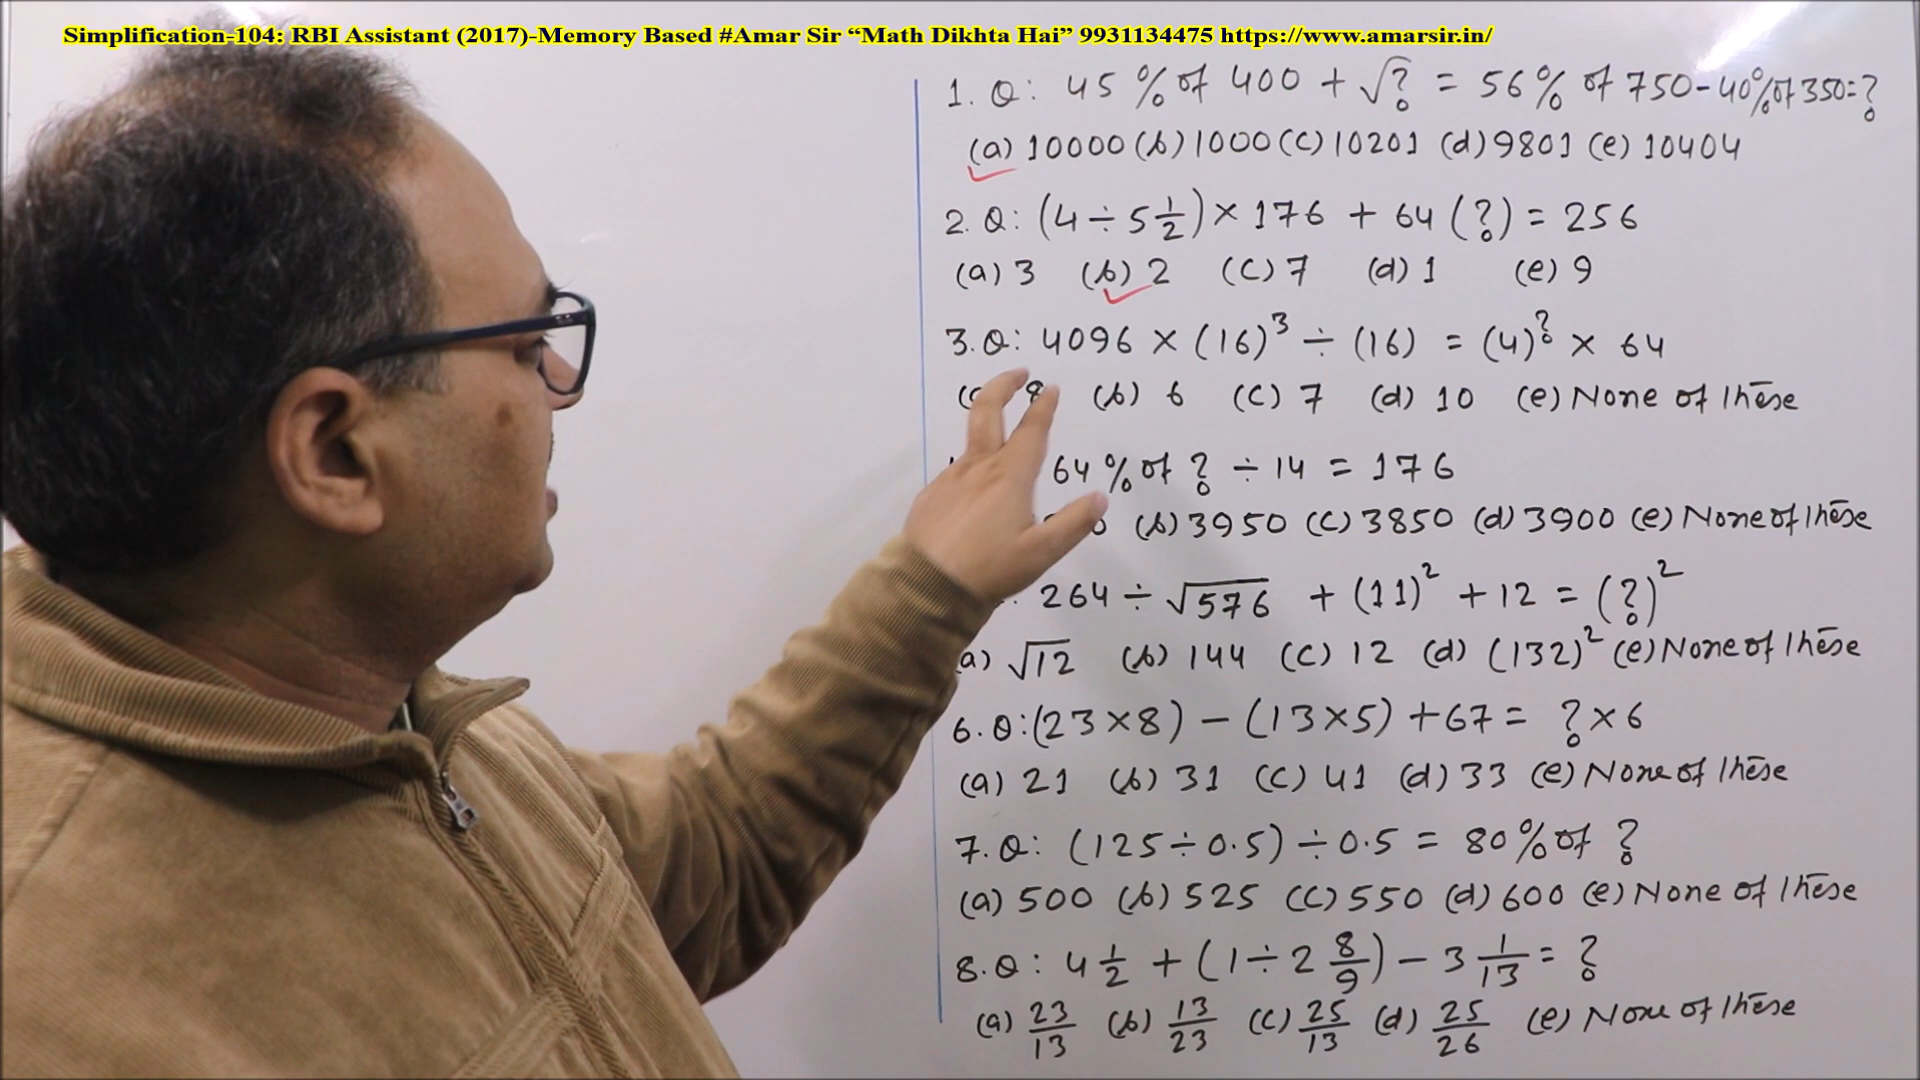 Simplification-104: RBI Assistant (2017)-Memory Based #Amar Sir “Math Dikhta Hai” 9931134475 https://www.amarsir.in/
1. Q: 45 % of 400 + √? = 56% of 750 - 40% of 350 = ?
(a) 10000 (b) 1000 (c) 10201 (d) 9801 (e) 10404
2. Q: (4 ÷ 5 1/2) × 176 + 64 (?) = 256
(a) 3 (b) 2 (c) 7 (d) 1 (e) 9
3. Q: 4096 × (16)³ ÷ (16) = (4)^? × 64
8 (b) 6 (c) 7 (d) 10 (e) None of these
64 % of ? ÷ 14 = 176
(b) 3950 (c) 3850 (d) 3900 (e) None of these
264 ÷ √576 + (11)² + 12 = (?)²
(a) √12 (b) 144 (c) 12 (d) (132)² (e) None of these
6. Q: (23 × 8) - (13 × 5) + 67 = ? × 6
(a) 21 (b) 31 (c) 41 (d) 33 (e) None of these
7. Q: (125 ÷ 0.5) ÷ 0.5 = 80% of ?
(a) 500 (b) 525 (c) 550 (d) 600 (e) None of these
8. Q: 4 1/2 + (1 ÷ 2 8/9) - 3 1/13 = ?
(a) 23/13 (b) 13/23 (c) 25/13 (d) 25/26 (e) None of these